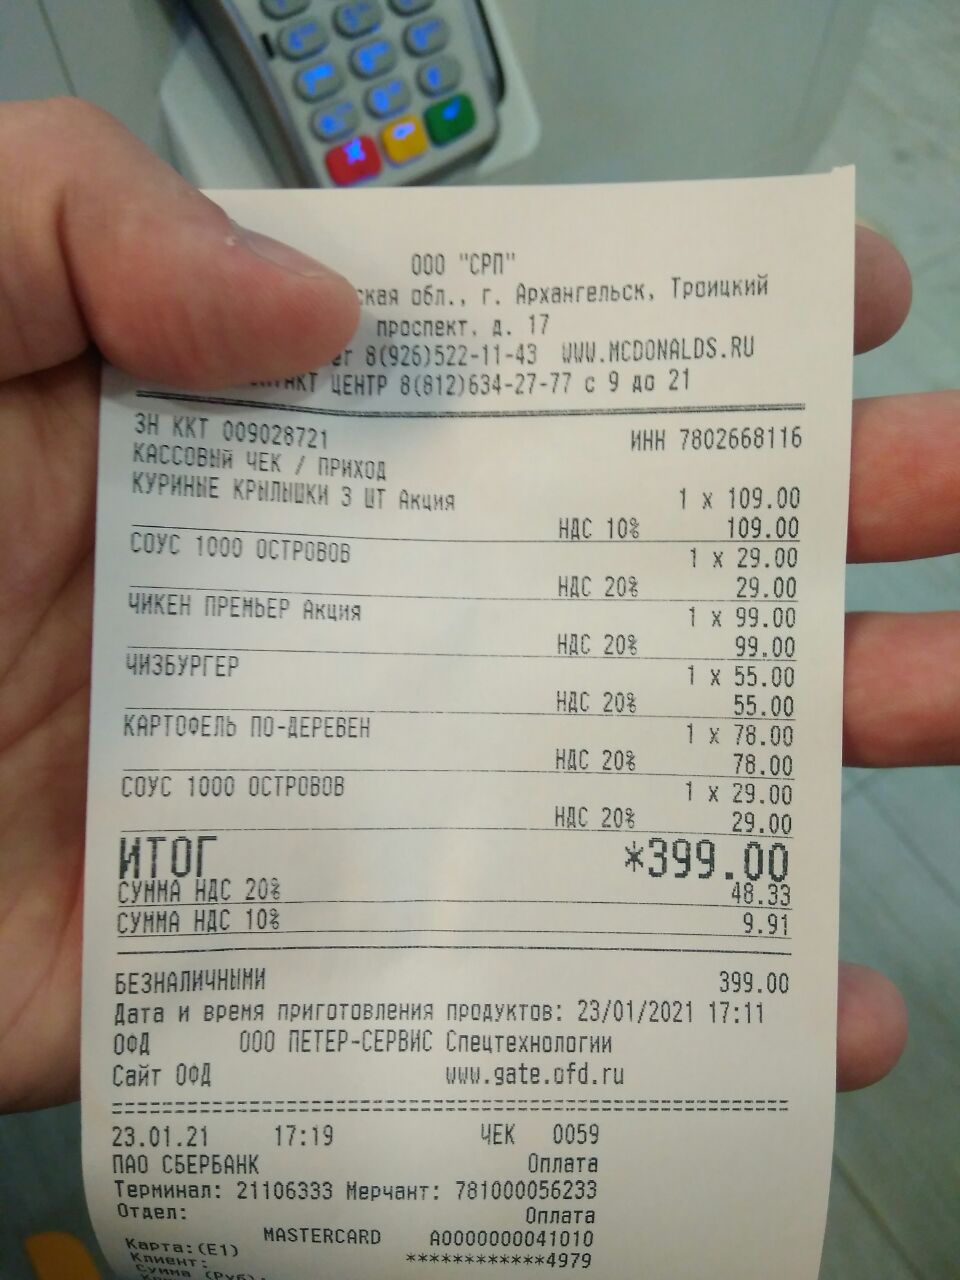 ООО "СРП"
ская обл., г. Архангельск, Троицкий
проспект, д. 17
8(926)522-11-43 WWW.MCDONALDS.RU
ЦЕНТР 8(812)634-27-77 с 9 до 21
ЗН ККТ 009028721 ИНН 7802668116
КАССОВЫЙ ЧЕК / ПРИХОД
КУРИНЫЕ КРЫЛЫШКИ 3 ШТ Акция 1 x 109.00
НДС 10% 109.00
СОУС 1000 ОСТРОВОВ 1 x 29.00
НДС 20% 29.00
ЧИКЕН ПРЕМЬЕР Акция 1 x 99.00
НДС 20% 99.00
ЧИЗБУРГЕР 1 x 55.00
НДС 20% 55.00
КАРТОФЕЛЬ ПО-ДЕРЕВЕН 1 x 78.00
НДС 20% 78.00
СОУС 1000 ОСТРОВОВ 1 x 29.00
НДС 20% 29.00
ИТОГ *399.00
СУММА НДС 20% 48.33
СУММА НДС 10% 9.91
БЕЗНАЛИЧНЫМИ 399.00
Дата и время приготовления продуктов: 23/01/2021 17:11
ОФД ООО ПЕТЕР-СЕРВИС Спецтехнологии
Сайт ОФД www.gate.ofd.ru
23.01.21 17:19 ЧЕК 0059
ПАО СБЕРБАНК Оплата
Терминал: 21106333 Мерчант: 781000056233
Отдел: Оплата
MASTERCARD A0000000041010
Карта:(E1) ************4979
Клиент:
Сумма (Руб):